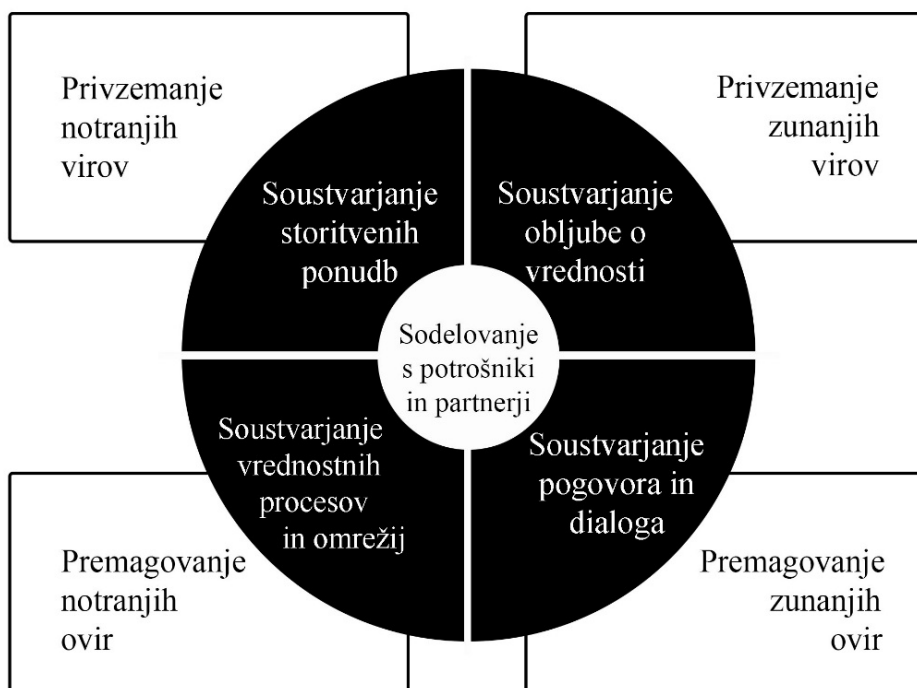 Privzemanje
notranjih
virov
Privzemanje
zunanjih
virov
Soustvarjanje
storitvenih
ponudb
Soustvarjanje
obljube o
vrednosti
Sodelovanje
s potrošniki
in partnerji
Soustvarjanje
vrednostnih
procesov
in omrežij
Soustvarjanje
pogovora in
dialoga
Premagovanje
notranjih
ovir
Premagovanje
zunanjih
ovir